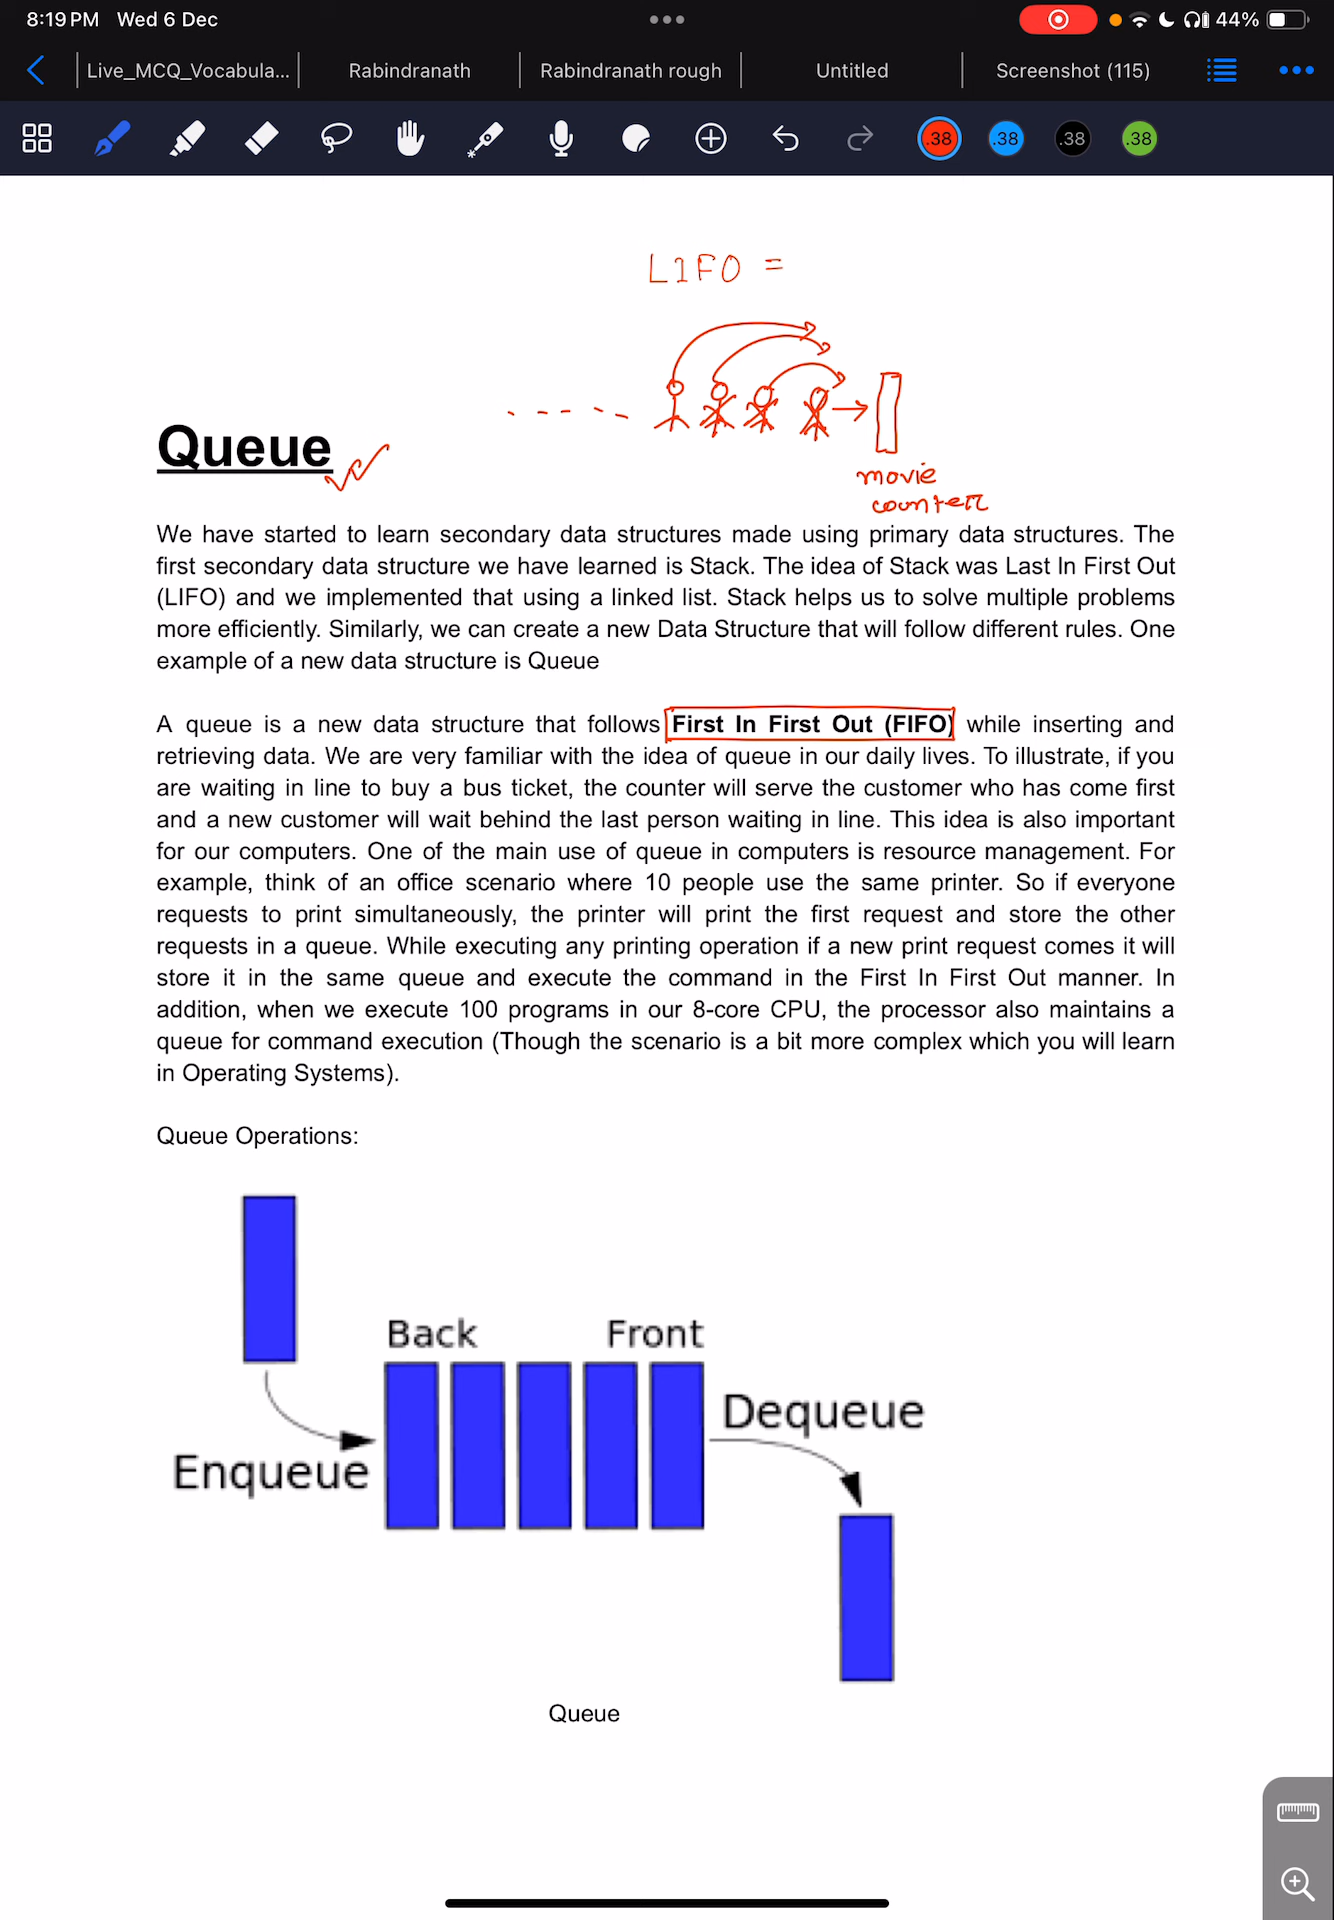 8:19 PM Wed 6 Dec
44%
Live_MCQ_Vocabula... Rabindranath Rabindranath rough Untitled Screenshot (115)
.38 .38 .38 .38
LIFO =
movie
counter
Queue
We have started to learn secondary data structures made using primary data structures. The
first secondary data structure we have learned is Stack. The idea of Stack was Last In First Out
(LIFO) and we implemented that using a linked list. Stack helps us to solve multiple problems
more efficiently. Similarly, we can create a new Data Structure that will follow different rules. One
example of a new data structure is Queue
A queue is a new data structure that follows First In First Out (FIFO) while inserting and
retrieving data. We are very familiar with the idea of queue in our daily lives. To illustrate, if you
are waiting in line to buy a bus ticket, the counter will serve the customer who has come first
and a new customer will wait behind the last person waiting in line. This idea is also important
for our computers. One of the main use of queue in computers is resource management. For
example, think of an office scenario where 10 people use the same printer. So if everyone
requests to print simultaneously, the printer will print the first request and store the other
requests in a queue. While executing any printing operation if a new print request comes it will
store it in the same queue and execute the command in the First In First Out manner. In
addition, when we execute 100 programs in our 8-core CPU, the processor also maintains a
queue for command execution (Though the scenario is a bit more complex which you will learn
in Operating Systems).
Queue Operations:
Back Front
Dequeue
Enqueue
Queue